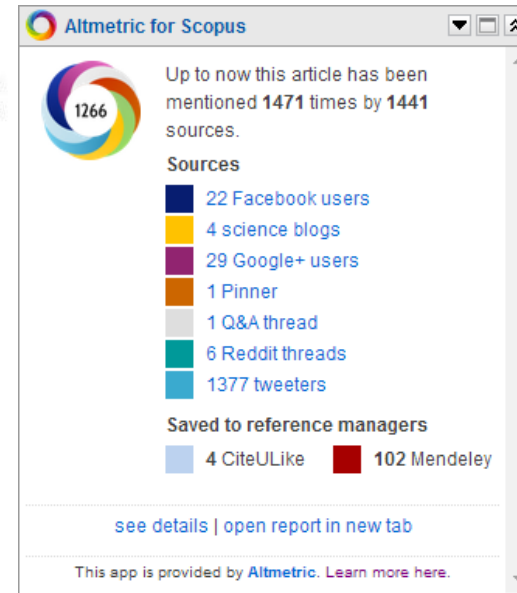 Altmetric for Scopus
1266
Up to now this article has been
mentioned 1471 times by 1441
sources.
Sources
22 Facebook users
4 science blogs
29 Google+ users
1 Pinner
1 Q&A thread
6 Reddit threads
1377 tweeters
Saved to reference managers
4 CiteULike 102 Mendeley
see details | open report in new tab
This app is provided by Altmetric. Learn more here.